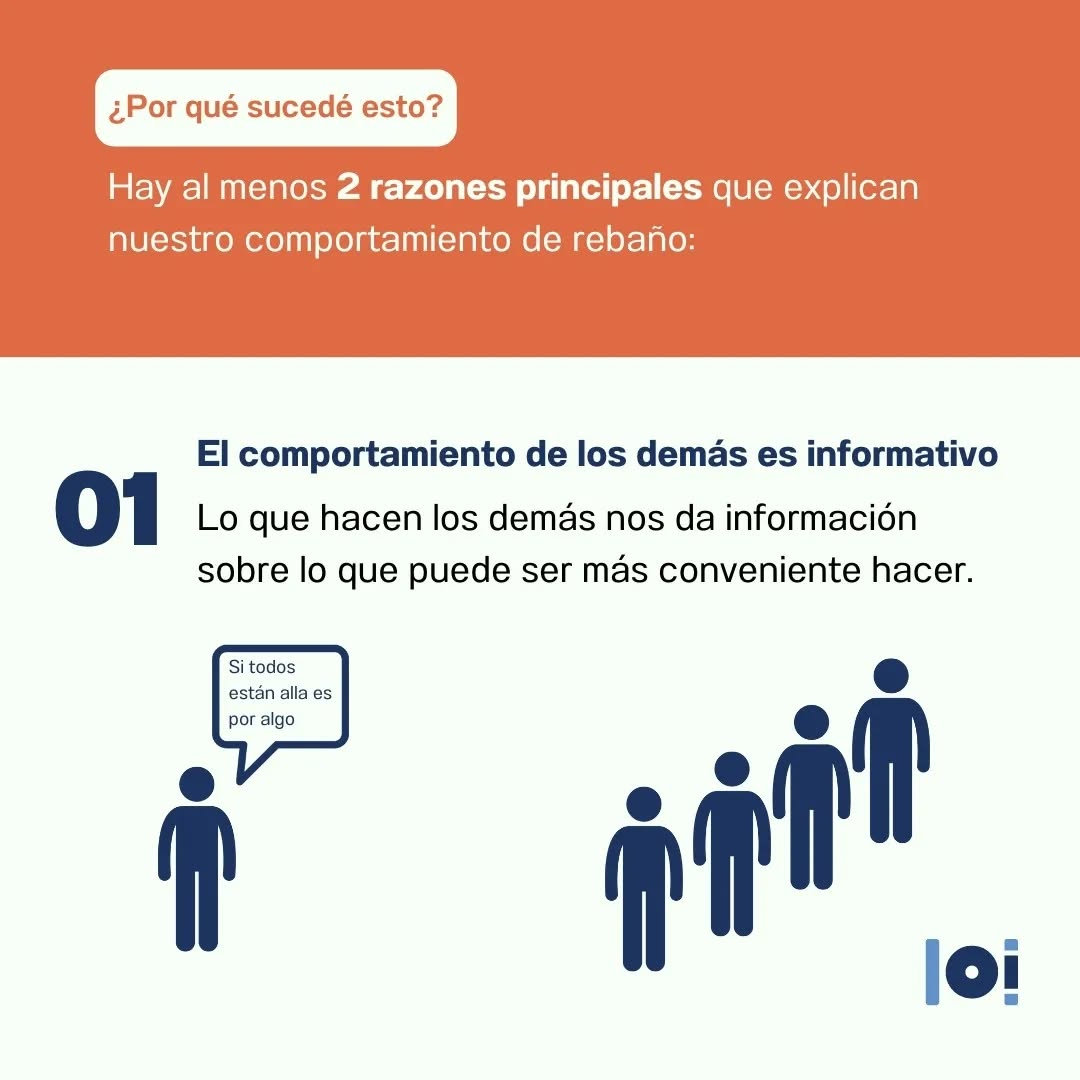 ¿Por qué sucedé esto?
Hay al menos 2 razones principales que explican
nuestro comportamiento de rebaño:
01
El comportamiento de los demás es informativo
Lo que hacen los demás nos da información
sobre lo que puede ser más conveniente hacer.
Si todos
están alla es
por algo